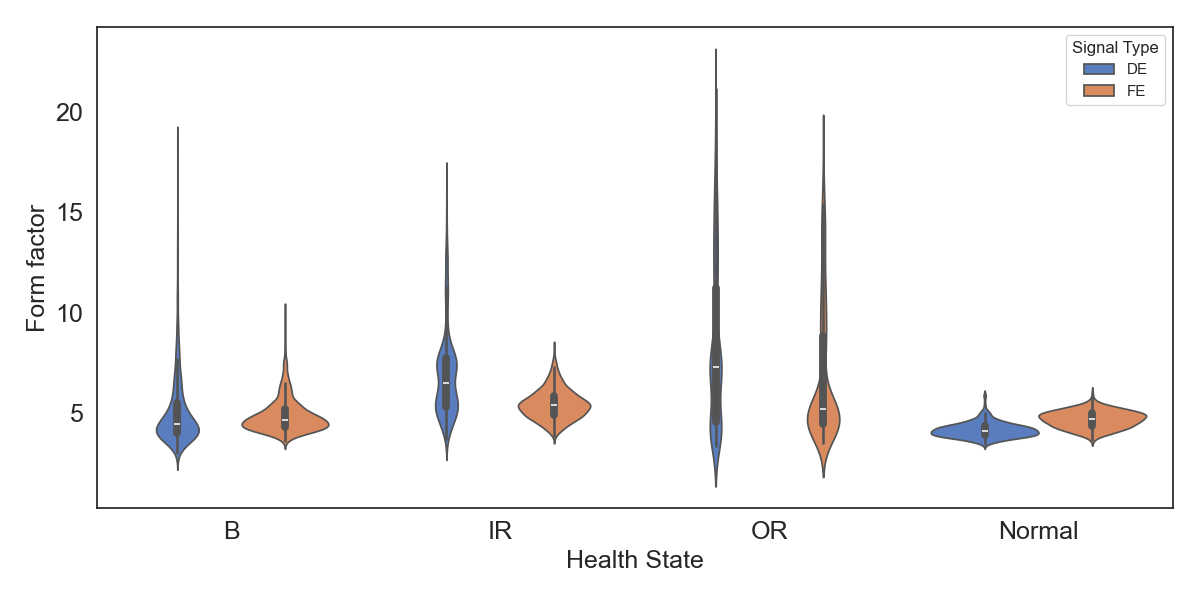 Signal Type
DE
FE
Form factor
20
15
10
5
B
IR
OR
Normal
Health State